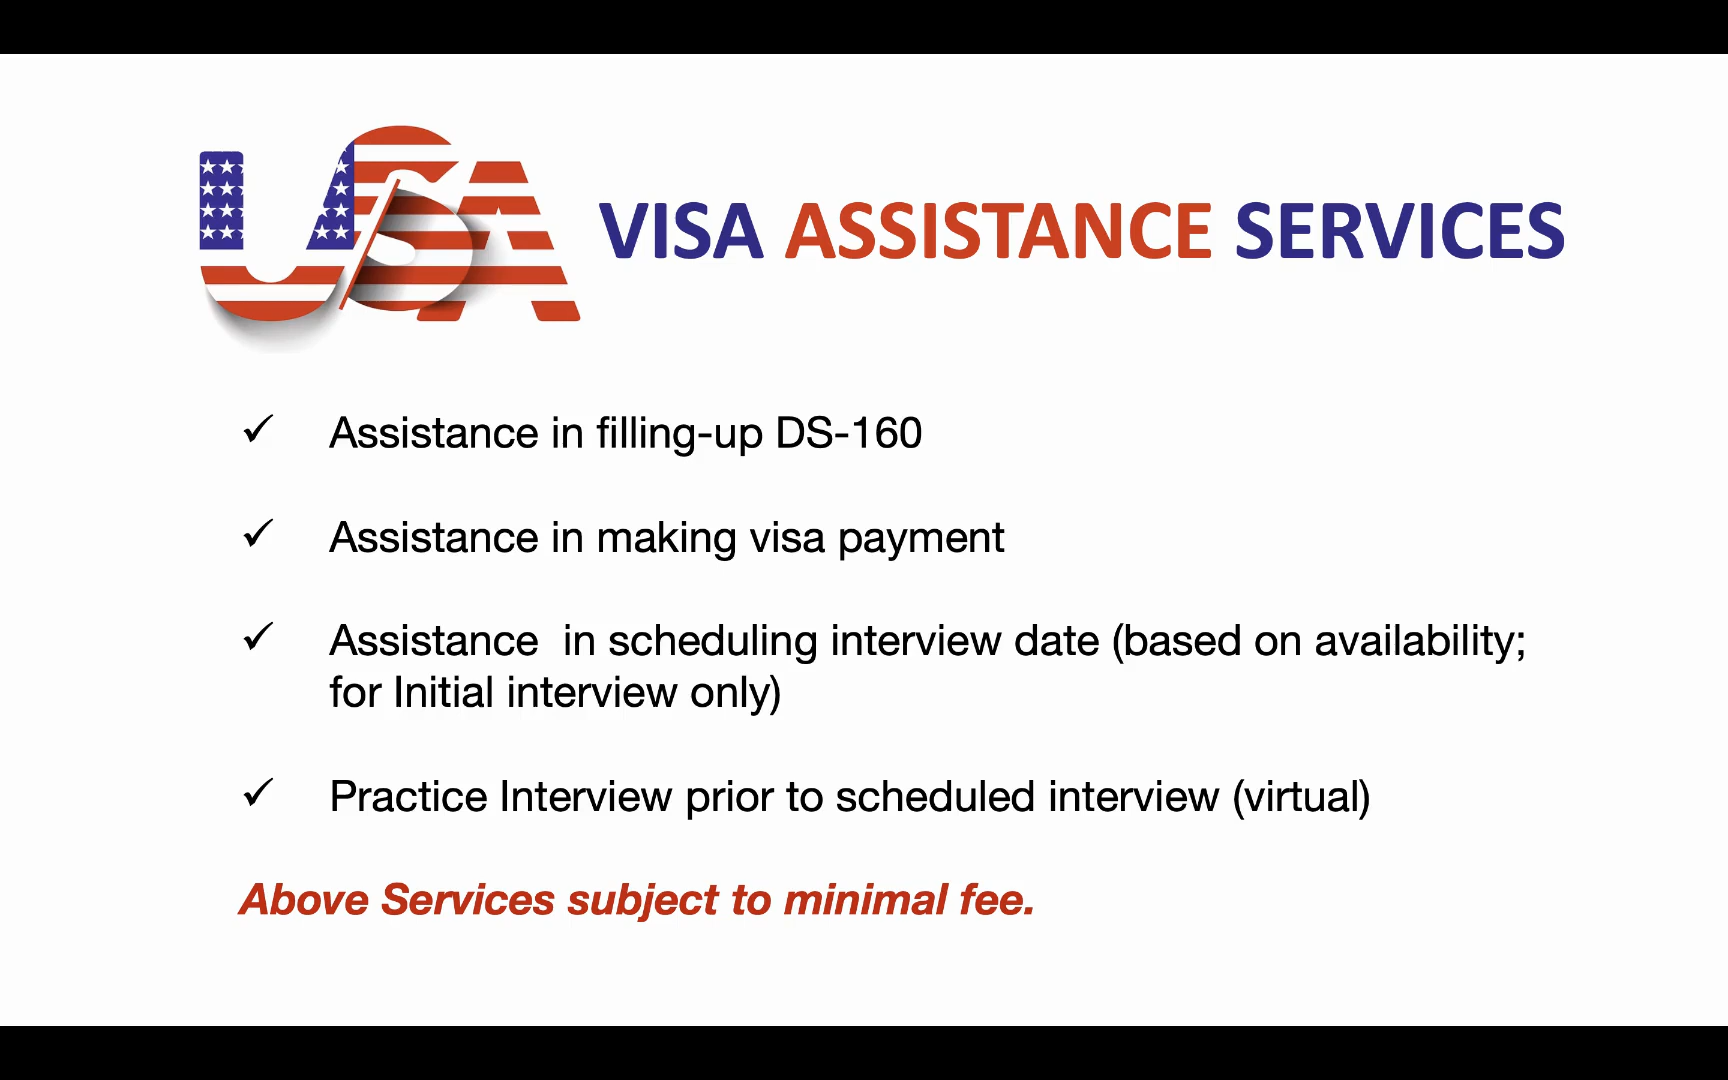 USA VISA ASSISTANCE SERVICES
✓ Assistance in filling-up DS-160
✓ Assistance in making visa payment
✓ Assistance  in scheduling interview date (based on availability;
for Initial interview only)
✓ Practice Interview prior to scheduled interview (virtual)
Above Services subject to minimal fee.